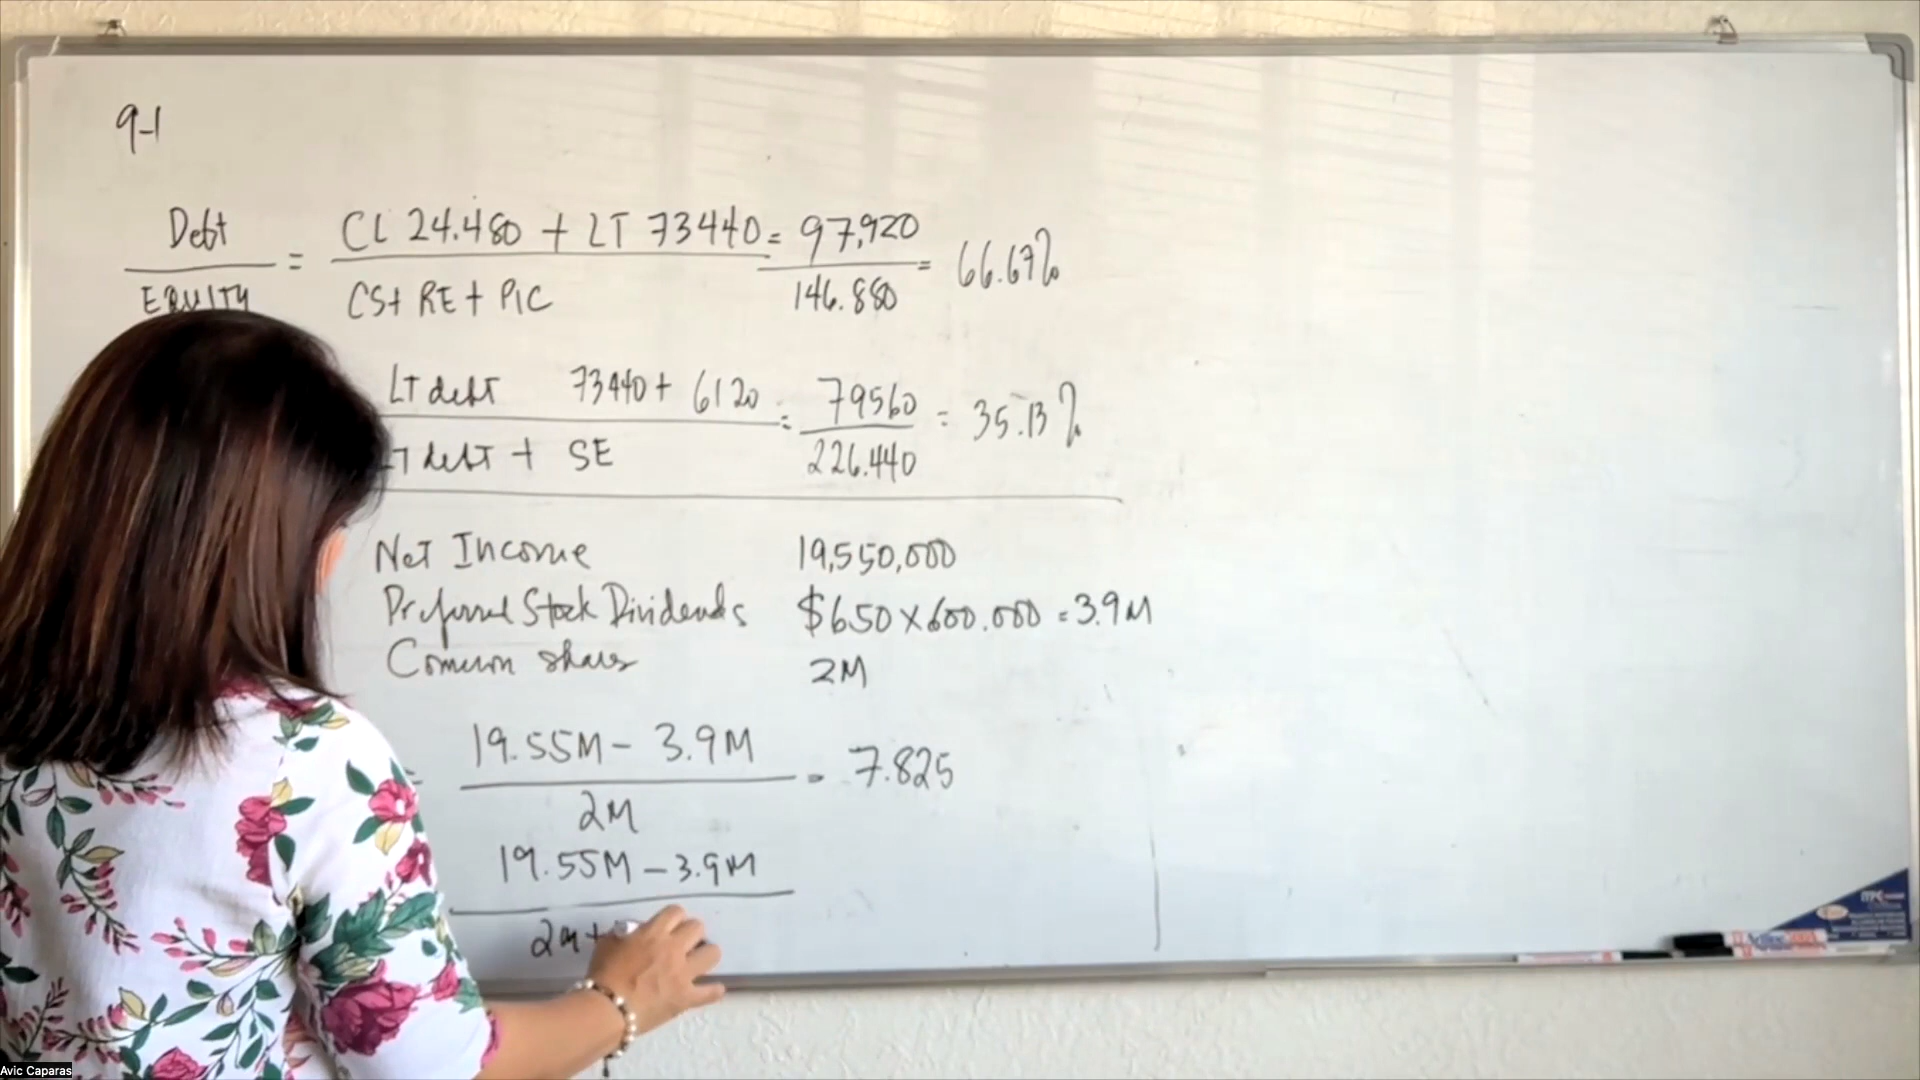 9-1
Debt = CL 24.480 + LT 73440 = 97,920 = 66.67%
EQUITY CS+ RE + PIC 146.880
LT debt 73440 + 6120 = 79560 = 35.13%
LT debt + SE 226.440
Net Income 19,550,000
Preferred Stock Dividends $650 x 600.000 = 3.9M
Common shares 2M
19.55M - 3.9M = 7.825
2M
19.55M - 3.9M
2M +
Avic Caparas